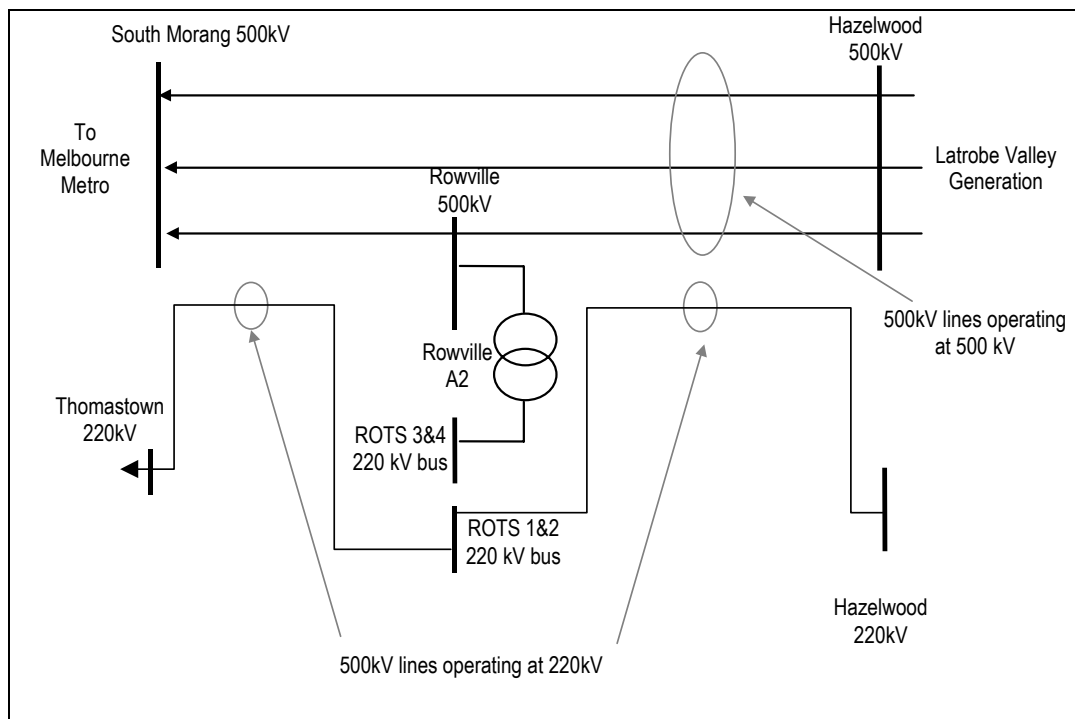 South Morang 500kV
Hazelwood
500kV
To
Melbourne
Metro
Rowville
500kV
Latrobe Valley
Generation
500kV lines operating
at 500 kV
Rowville
A2
Thomastown
220kV
ROTS 3&4
220 kV bus
ROTS 1&2
220 kV bus
Hazelwood
220kV
500kV lines operating at 220kV